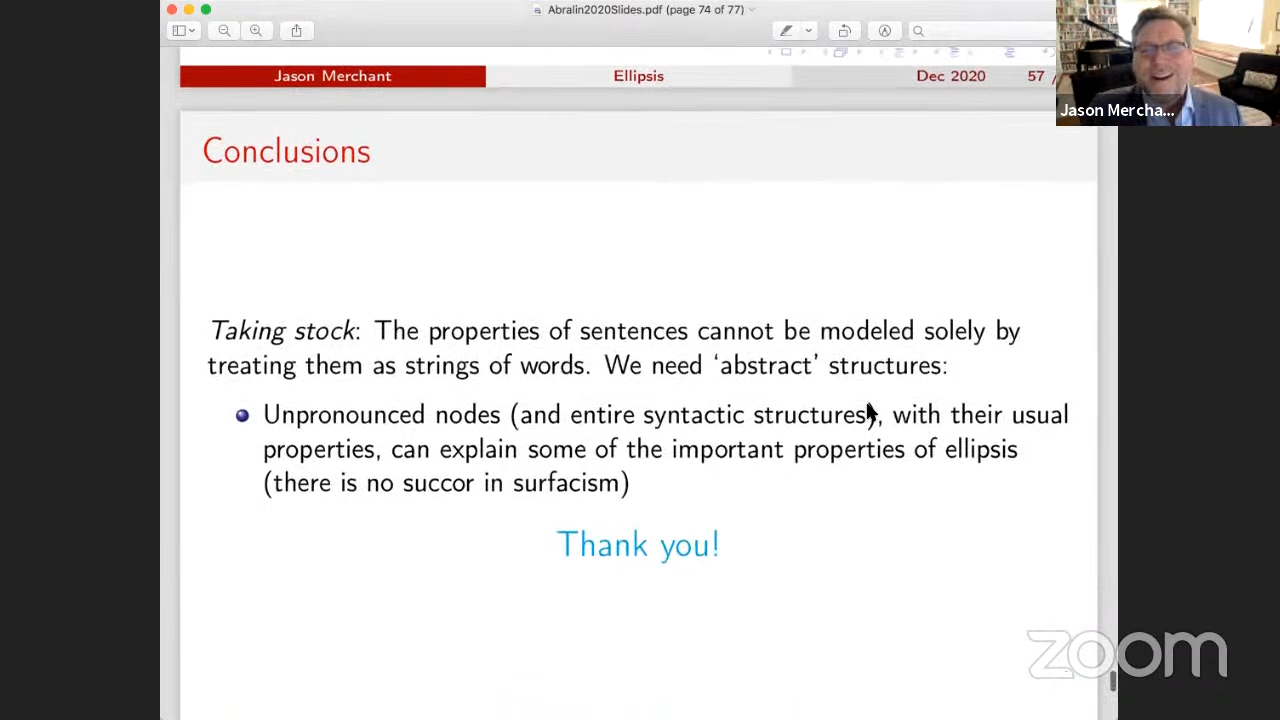 Abralin2020Slides.pdf (page 74 of 77)
Jason Merchant Ellipsis Dec 2020 57 /
Jason Mercha...
Conclusions
Taking stock: The properties of sentences cannot be modeled solely by
treating them as strings of words. We need ‘abstract’ structures:
Unpronounced nodes (and entire syntactic structures), with their usual
properties, can explain some of the important properties of ellipsis
(there is no succor in surfacism)
Thank you!
zoom